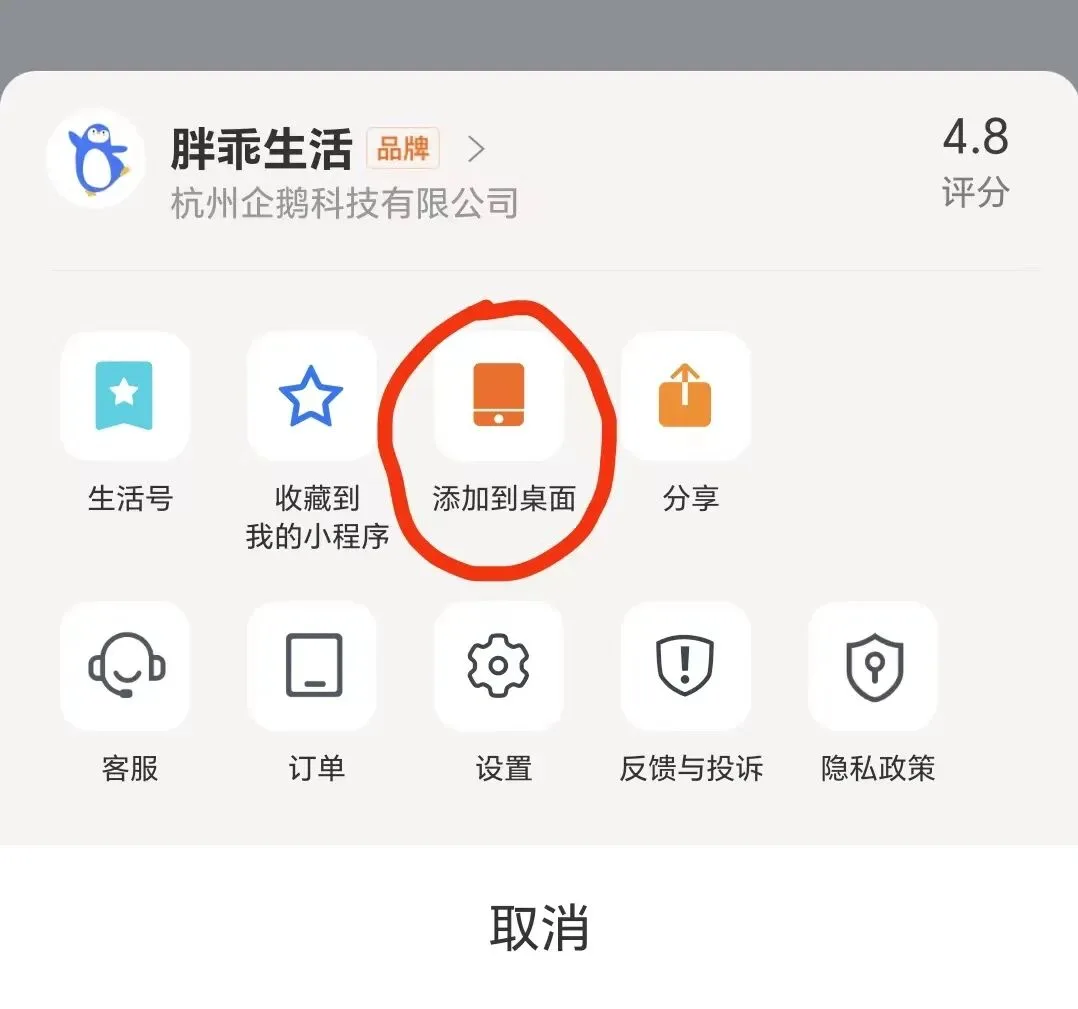 胖乖生活 品牌
4.8
杭州企鹅科技有限公司
评分
生活号
收藏到
我的小程序
添加到桌面
分享
客服
订单
设置
反馈与投诉
隐私政策
取消